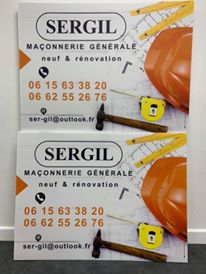 SERGIL
MAÇONNERIE GÉNÉRALE
neuf & rénovation
06 15 63 38 20
06 62 55 26 76
ser-gil@outlook.fr
SERGIL
MAÇONNERIE GÉNÉRALE
neuf & rénovation
06 15 63 38 20
06 62 55 26 76
ser-gil@outlook.fr